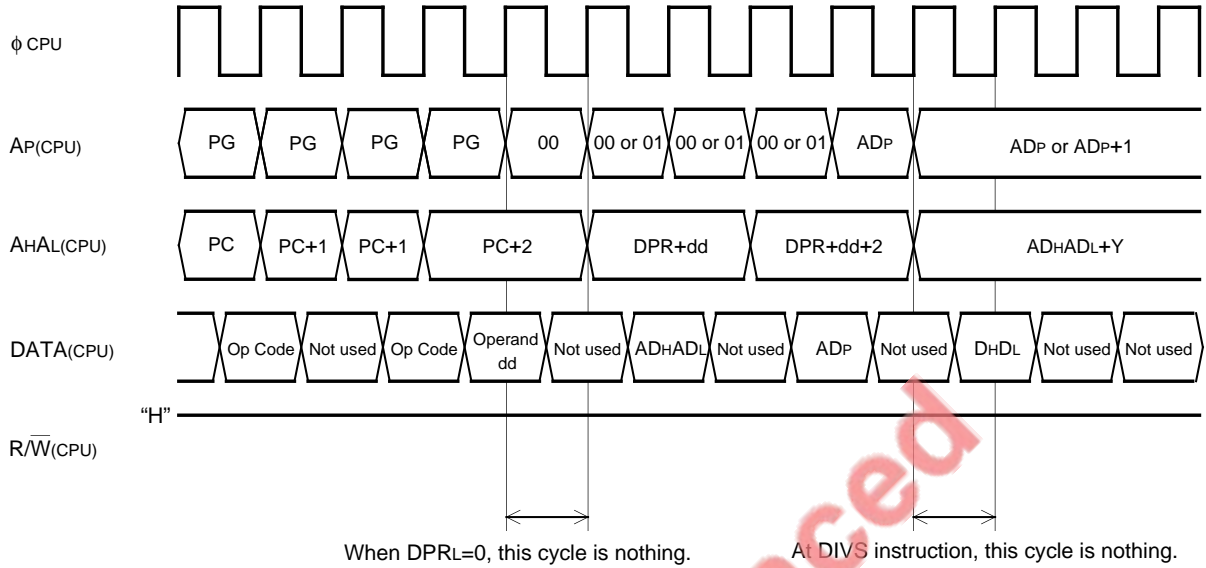 ϕ CPU
AP(CPU) PG PG PG PG 00 00 or 01 00 or 01 00 or 01 ADP ADP or ADP+1
AHAL(CPU) PC PC+1 PC+1 PC+2 DPR+dd DPR+dd+2 ADHADL+Y
DATA(CPU) Op Code Not used Op Code Operand dd Not used ADHADL Not used ADP Not used DHDL Not used Not used
“H”
R/W̅(CPU)
When DPRL=0, this cycle is nothing. At DIVS instruction, this cycle is nothing.